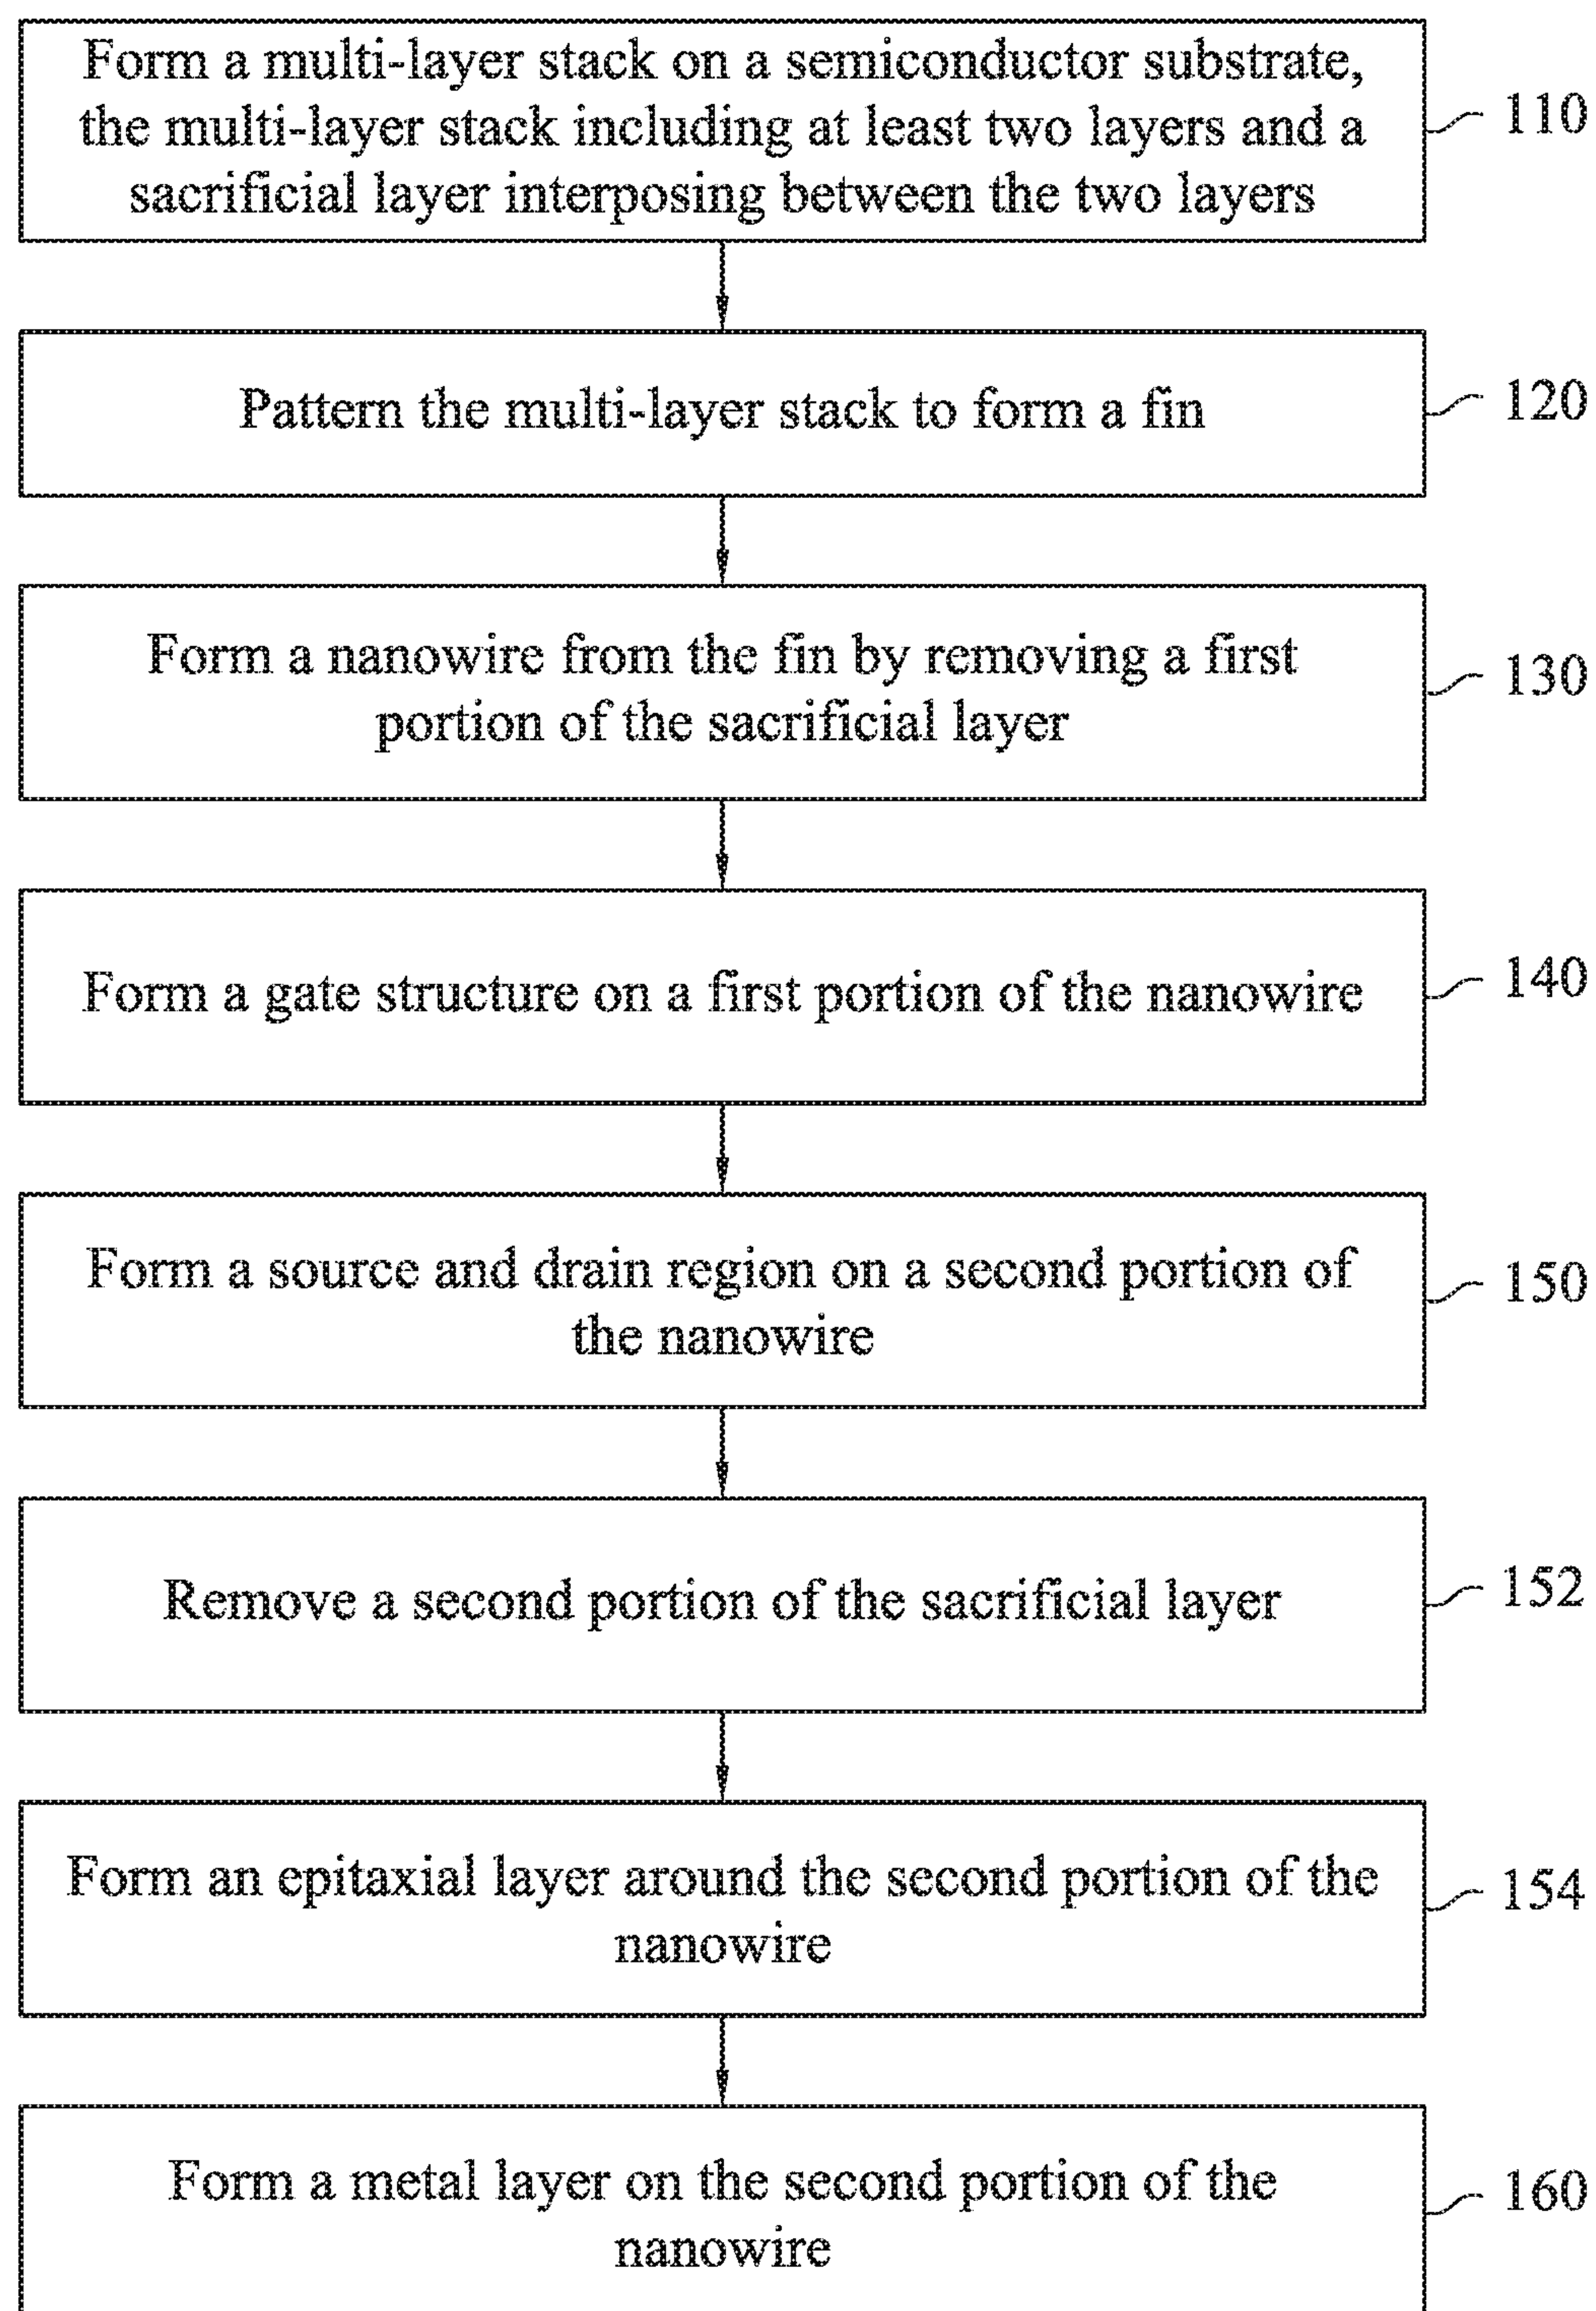 Form a multi-layer stack on a semiconductor substrate,
the multi-layer stack including at least two layers and a
sacrificial layer interposing between the two layers
110
Pattern the multi-layer stack to form a fin
120
Form a nanowire from the fin by removing a first
portion of the sacrificial layer
130
Form a gate structure on a first portion of the nanowire
140
Form a source and drain region on a second portion of
the nanowire
150
Remove a second portion of the sacrificial layer
152
Form an epitaxial layer around the second portion of the
nanowire
154
Form a metal layer on the second portion of the
nanowire
160